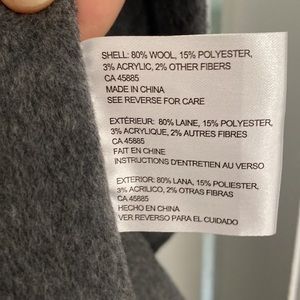 SHELL: 80% WOOL, 15% POLYESTER,
3% ACRYLIC, 2% OTHER FIBERS
CA 45885
MADE IN CHINA
SEE REVERSE FOR CARE
EXTÉRIEUR: 80% LAINE, 15% POLYESTER,
3% ACRYLIQUE, 2% AUTRES FIBRES
CA 45885
FAIT EN CHINE
INSTRUCTIONS D'ENTRETIEN AU VERSO
EXTERIOR: 80% LANA, 15% POLIESTER,
3% ACRILICO, 2% OTRAS FIBRAS
CA 45885
HECHO EN CHINA
VER REVERSO PARA EL CUIDADO